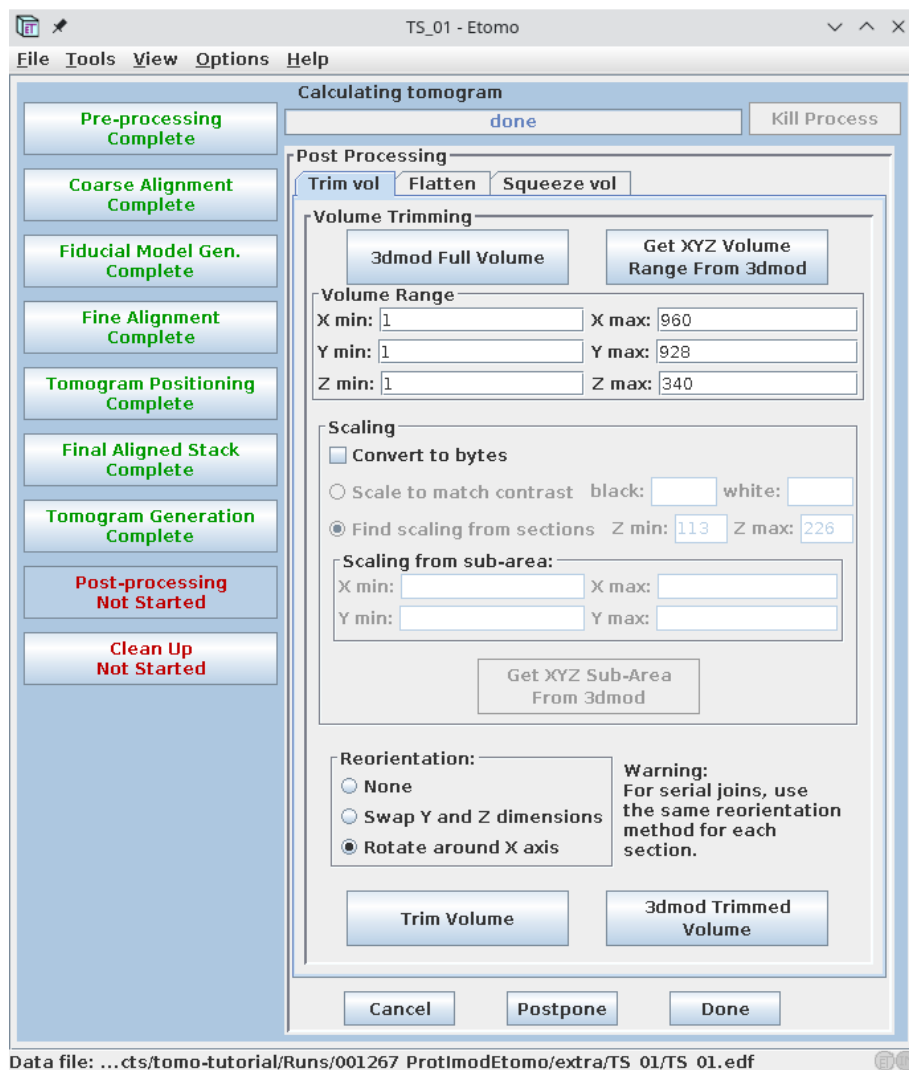 TS_01 - Etomo
File Tools View Options Help
Calculating tomogram
done
Kill Process
Pre-processing
Complete
Coarse Alignment
Complete
Fiducial Model Gen.
Complete
Fine Alignment
Complete
Tomogram Positioning
Complete
Final Aligned Stack
Complete
Tomogram Generation
Complete
Post-processing
Not Started
Clean Up
Not Started
Post Processing
Trim vol Flatten Squeeze vol
Volume Trimming
3dmod Full Volume
Get XYZ Volume
Range From 3dmod
Volume Range
X min: 1 X max: 960
Y min: 1 Y max: 928
Z min: 1 Z max: 340
Scaling
Convert to bytes
Scale to match contrast black: white:
Find scaling from sections Z min: 113 Z max: 226
Scaling from sub-area:
X min: X max:
Y min: Y max:
Get XYZ Sub-Area
From 3dmod
Reorientation:
None
Swap Y and Z dimensions
Rotate around X axis
Warning:
For serial joins, use
the same reorientation
method for each
section.
Trim Volume
3dmod Trimmed
Volume
Cancel Postpone Done
Data file: ...cts/tomo-tutorial/Runs/001267_ProtImodEtomo/extra/TS_01/TS_01.edf